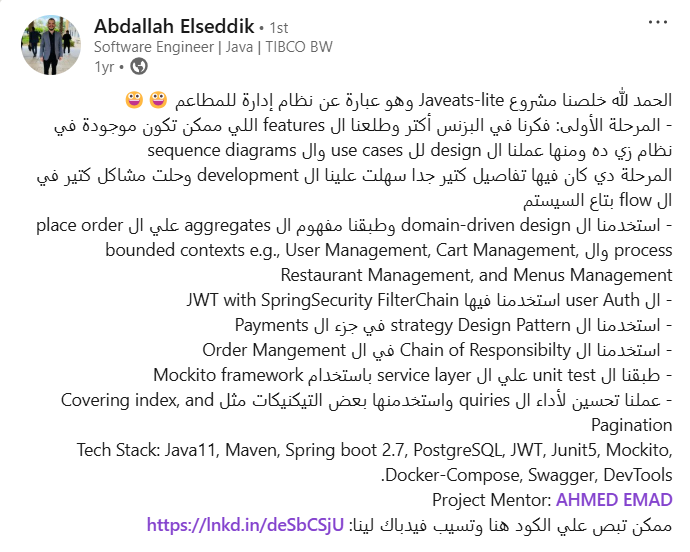 Abdallah Elseddik • 1st
Software Engineer | Java | TIBCO BW
1yr •
الحمد لله خلصنا مشروع Javeats-lite وهو عبارة عن نظام إدارة للمطاعم 😀 😀
- المرحلة الأولى: فكرنا في البزنس أكتر وطلعنا ال features اللي ممكن تكون موجودة في
نظام زي ده ومنها عملنا ال design لل use cases وال sequence diagrams
المرحلة دي كان فيها تفاصيل كتير جدا سهلت علينا ال development وحلت مشاكل كتير في
ال flow بتاع السيستم
- استخدمنا ال domain-driven design وطبقنا مفهوم ال aggregates علي ال place order
process وال bounded contexts e.g., User Management, Cart Management,
Restaurant Management, and Menus Management
- ال user Auth استخدمنا فيها JWT with SpringSecurity FilterChain
- استخدمنا ال strategy Design Pattern في جزء ال Payments
- استخدمنا ال Chain of Responsibilty في ال Order Mangement
- طبقنا ال unit test علي ال service layer باستخدام Mockito framework
- عملنا تحسين لأداء ال quiries واستخدمنها بعض التيكنيكات مثل Covering index, and
Pagination
Tech Stack: Java11, Maven, Spring boot 2.7, PostgreSQL, JWT, Junit5, Mockito,
Docker-Compose, Swagger, DevTools.
Project Mentor: AHMED EMAD
ممكن تبص علي الكود هنا وتسيب فيدباك لينا: https://lnkd.in/deSbCSjU